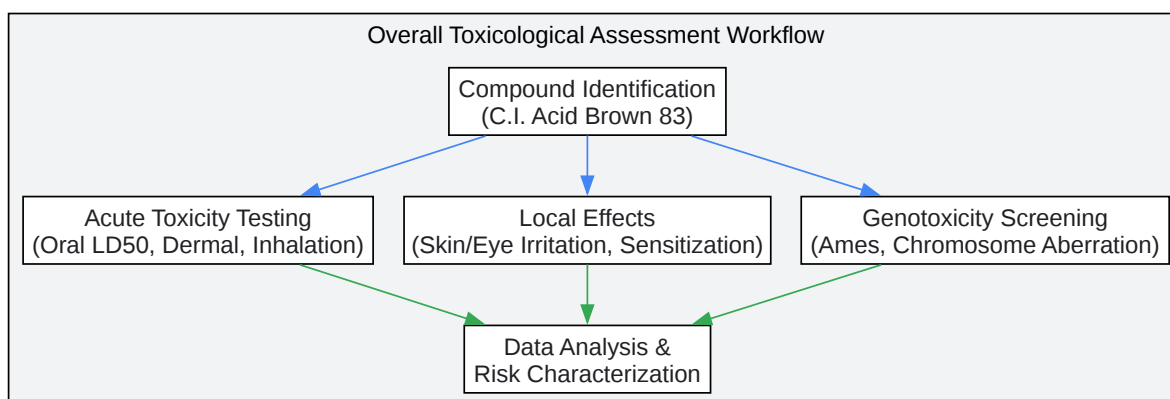 Overall Toxicological Assessment Workflow
Compound Identification
(C.I. Acid Brown 83)
Acute Toxicity Testing
(Oral LD50, Dermal, Inhalation)
Local Effects
(Skin/Eye Irritation, Sensitization)
Genotoxicity Screening
(Ames, Chromosome Aberration)
Data Analysis &
Risk Characterization